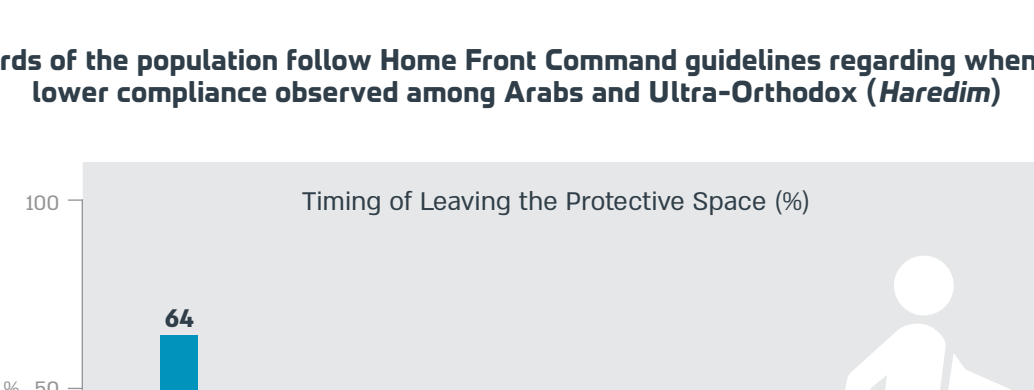 of the population follow Home Front Command guidelines regarding when
lower compliance observed among Arabs and Ultra-Orthodox (Haredim)
Timing of Leaving the Protective Space (%)
100
64
% 50